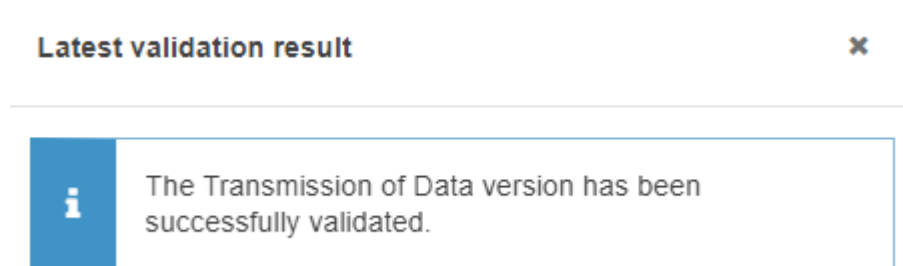 Latest validation result
The Transmission of Data version has been
successfully validated.